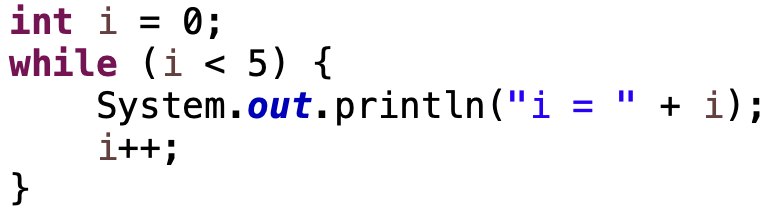 int i = 0;
while (i < 5) {
    System.out.println("i = " + i);
    i++;
}